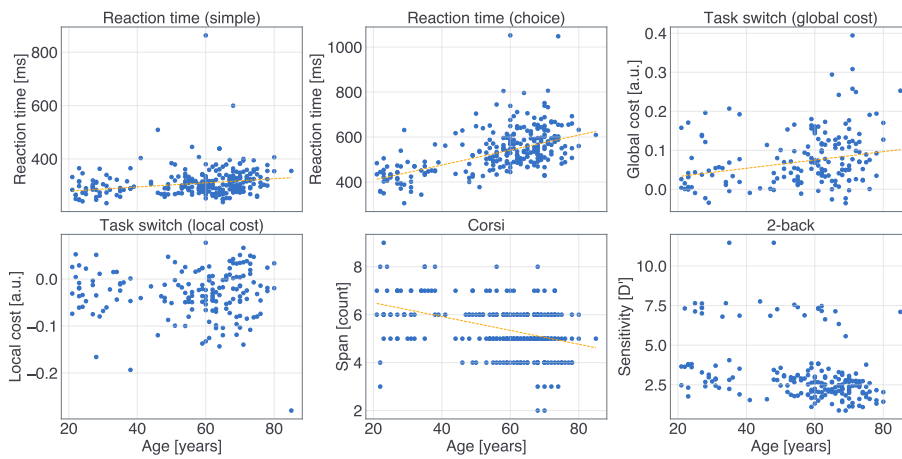 Reaction time (simple)
Reaction time [ms]
800
600
400
Reaction time (choice)
Reaction time [ms]
1000
800
600
400
Task switch (global cost)
Global cost [a.u.]
0.4
0.3
0.2
0.1
0.0
Task switch (local cost)
Local cost [a.u.]
0.0
−0.1
−0.2
20 40 60 80
Age [years]
Corsi
Span [count]
8
6
4
2
20 40 60 80
Age [years]
2-back
Sensitivity [D']
10.0
7.5
5.0
2.5
20 40 60 80
Age [years]